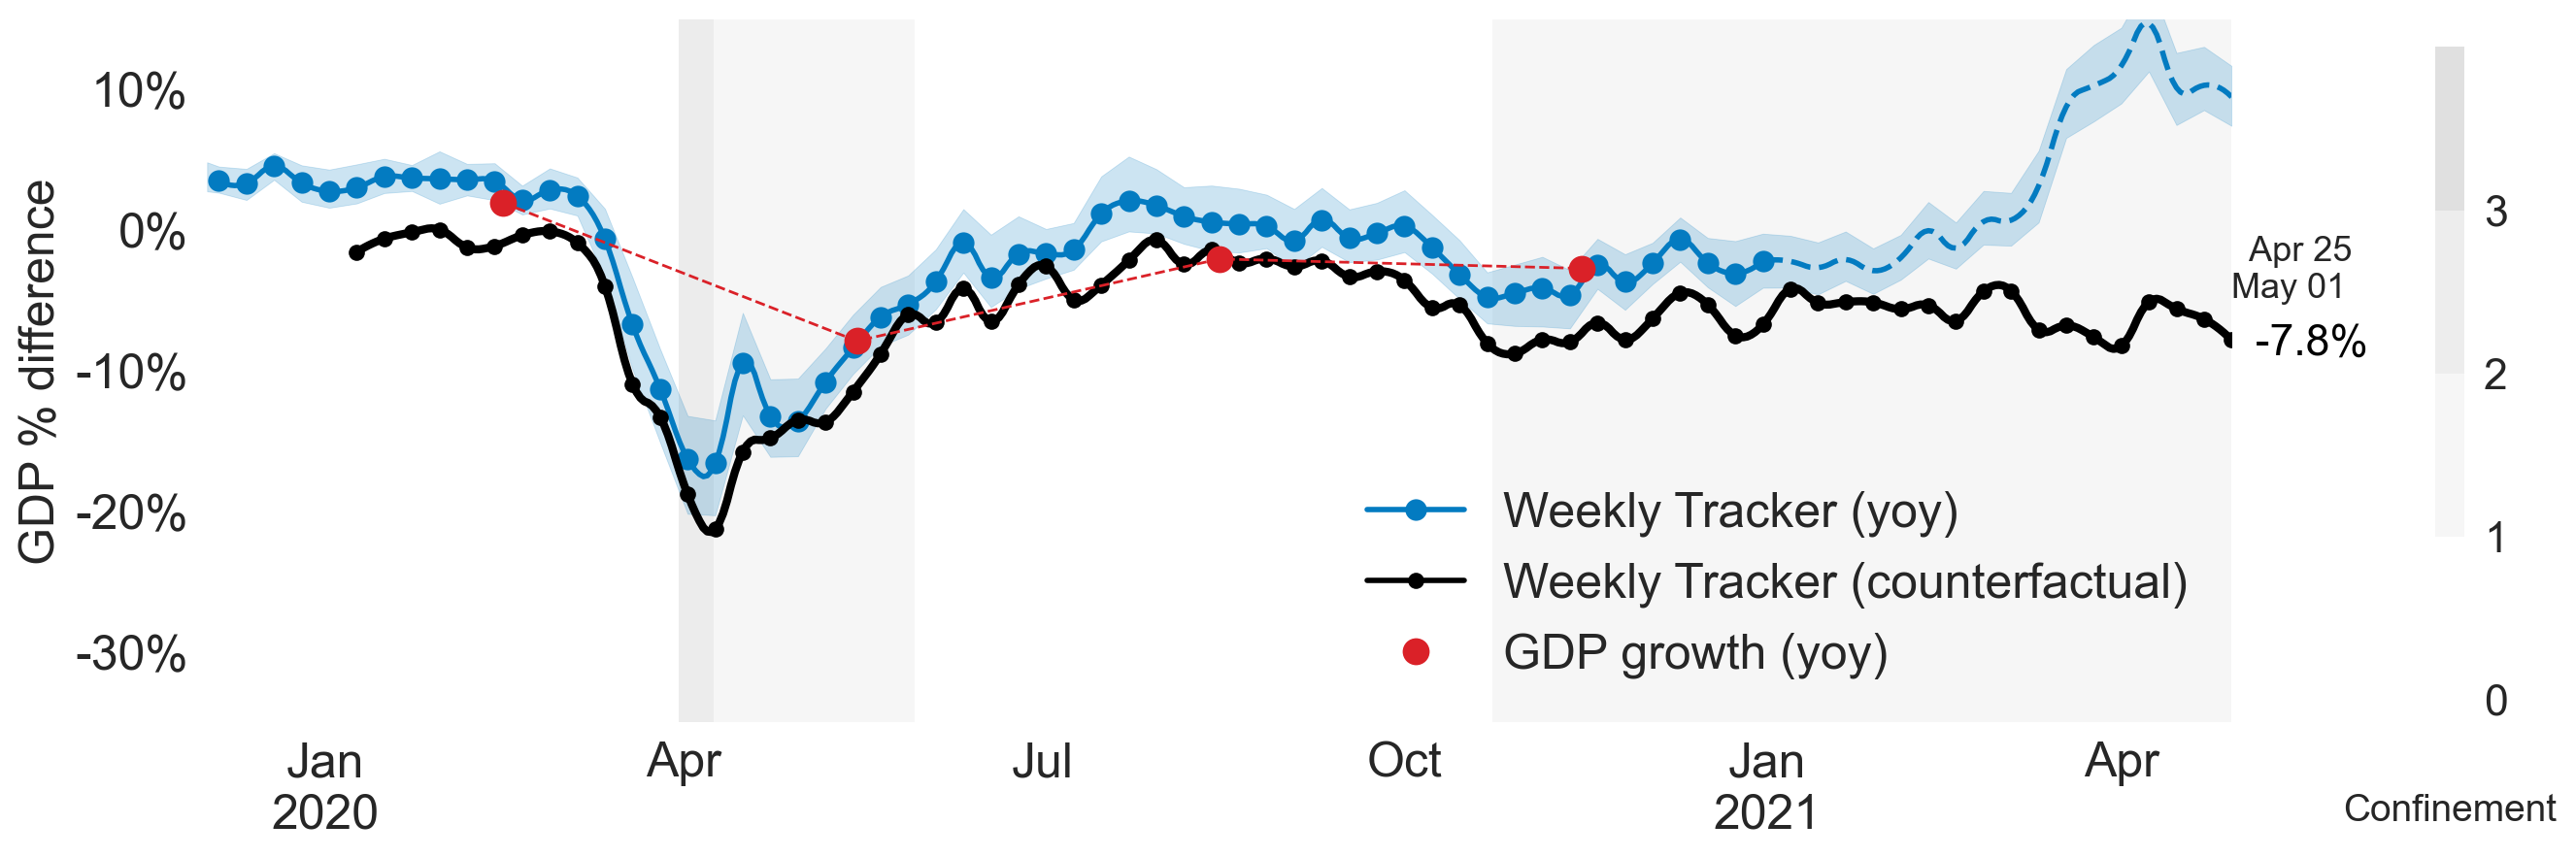 GDP % difference
10%
0%
-10%
-20%
-30%
Jan
2020
Apr
Jul
Oct
Jan
2021
Apr
Weekly Tracker (yoy)
Weekly Tracker (counterfactual)
GDP growth (yoy)
Apr 25
May 01
-7.8%
3
2
1
0
Confinement